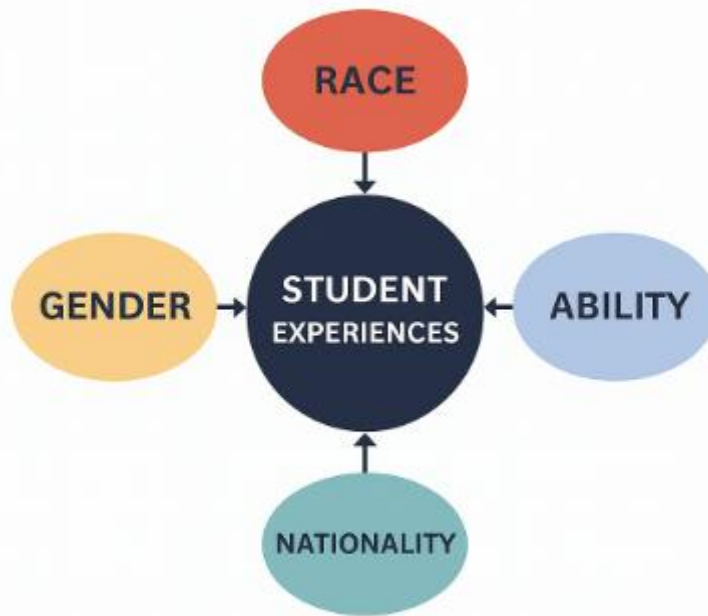 RACE
GENDER
STUDENT
EXPERIENCES
ABILITY
NATIONALITY